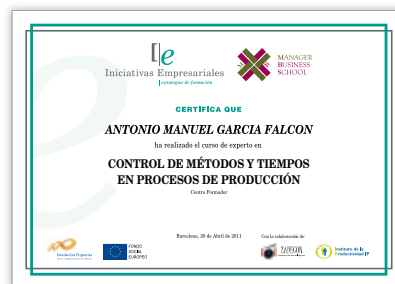 Iniciativas Empresariales
estrategias de formación
MANAGER
BUSINESS
SCHOOL
CERTIFICA QUE
ANTONIO MANUEL GARCIA FALCON
ha realizado el curso de experto en
CONTROL DE MÉTODOS Y TIEMPOS
EN PROCESOS DE PRODUCCIÓN
Centro Formador
Barcelona, 20 de Abril de 2011
Con la colaboración de:
Fundación Tripartita
FONDO
SOCIAL
EUROPEO
Instituto de la
Productividad